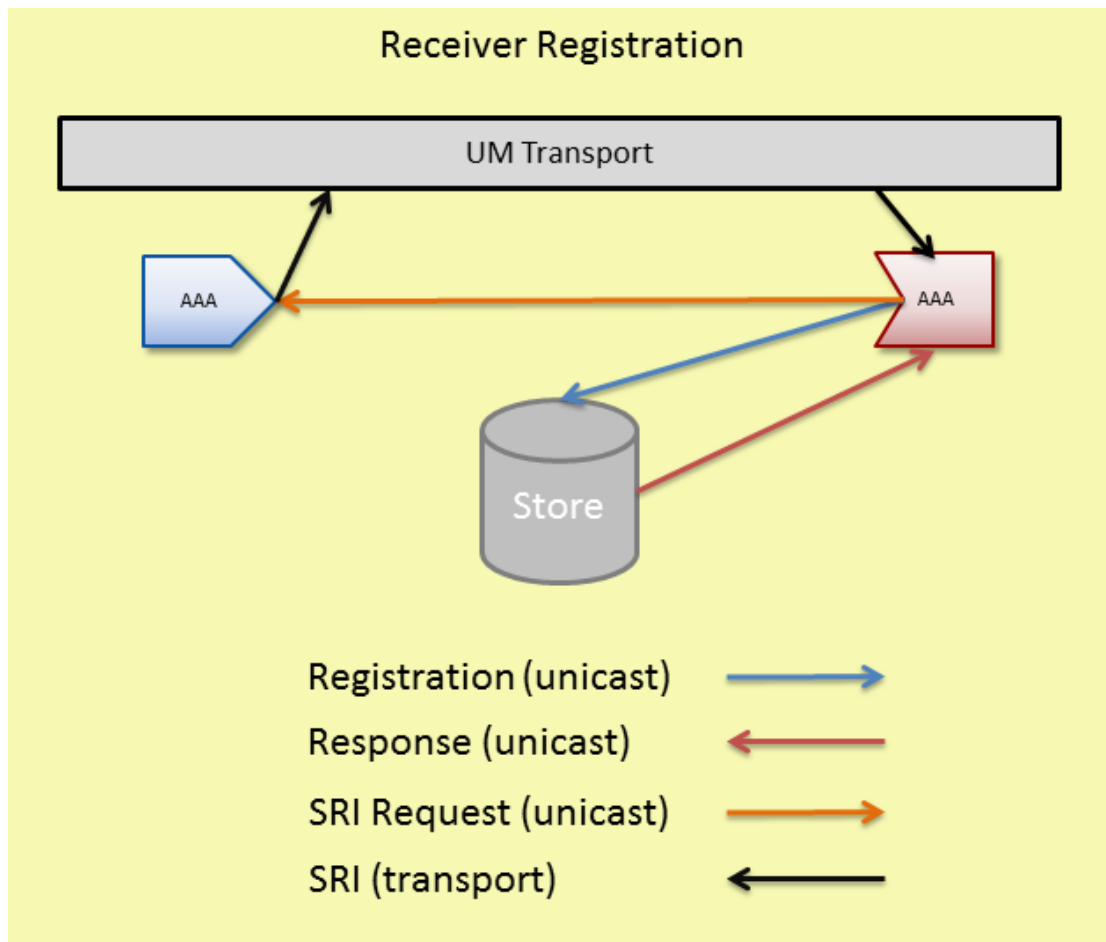 Receiver Registration
UM Transport
AAA
AAA
Store
Registration (unicast)
Response (unicast)
SRI Request (unicast)
SRI (transport)